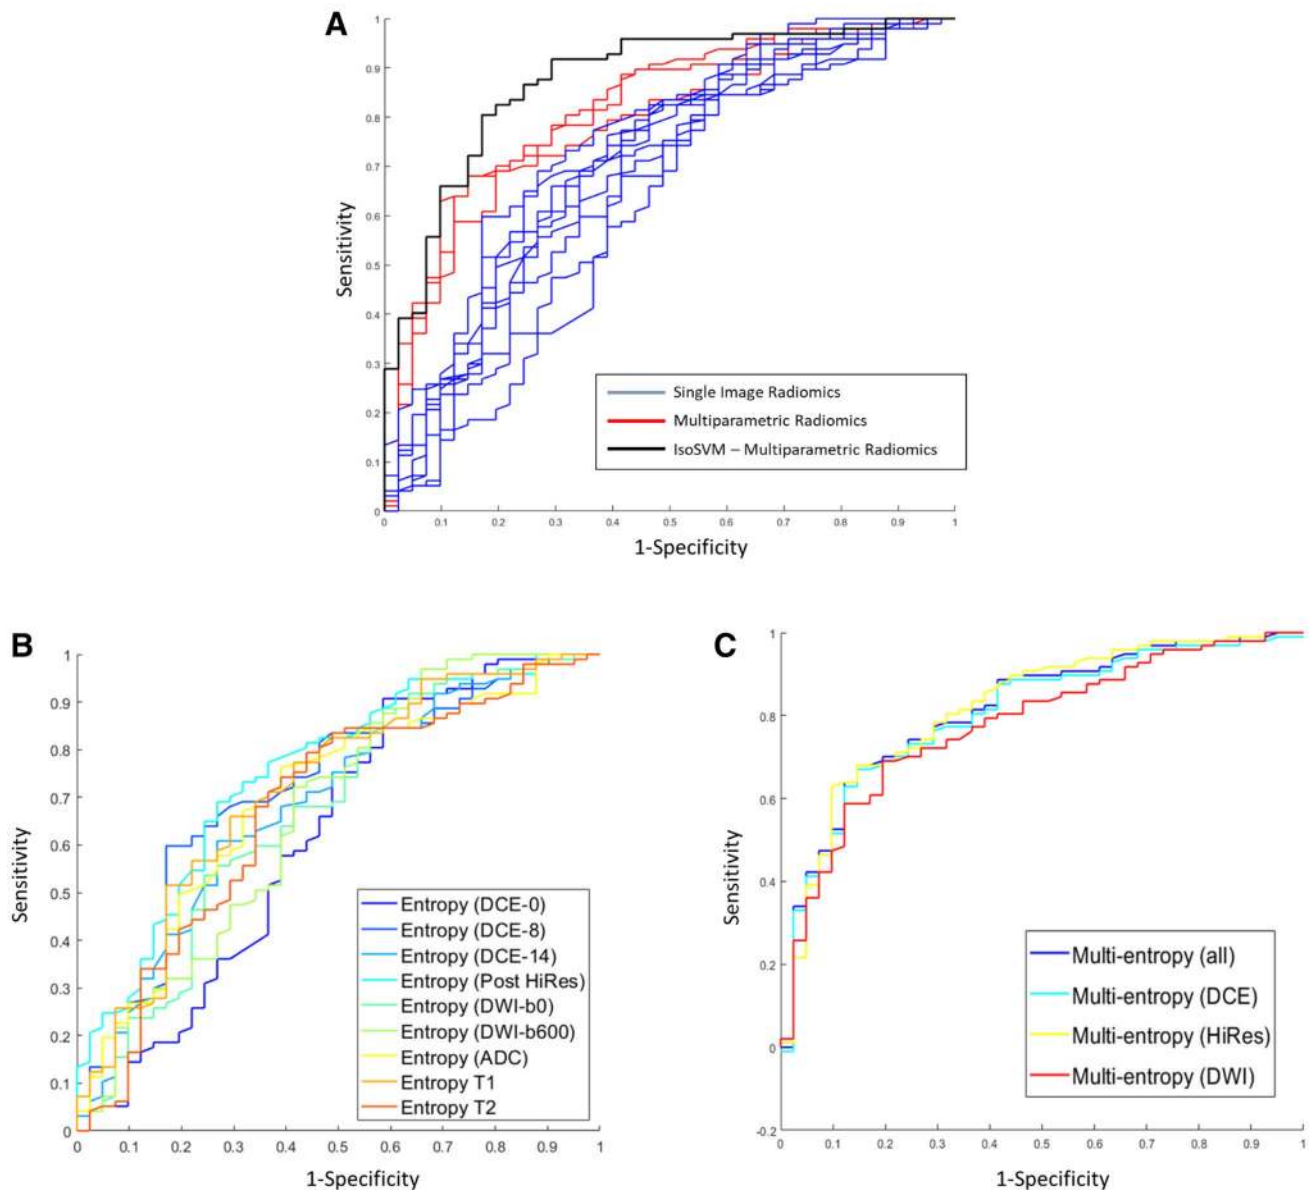 A
1
0.9
0.8
0.7
0.6
0.5
0.4
0.3
0.2
0.1
0
Sensitivity
Single Image Radiomics
Multiparametric Radiomics
IsoSVM – Multiparametric Radiomics
0 0.1 0.2 0.3 0.4 0.5 0.6 0.7 0.8 0.9 1
1-Specificity
B
1
0.9
0.8
0.7
0.6
0.5
0.4
0.3
0.2
0.1
0
Sensitivity
Entropy (DCE-0)
Entropy (DCE-8)
Entropy (DCE-14)
Entropy (Post HiRes)
Entropy (DWI-b0)
Entropy (DWI-b600)
Entropy (ADC)
Entropy T1
Entropy T2
0 0.1 0.2 0.3 0.4 0.5 0.6 0.7 0.8 0.9 1
1-Specificity
C
1
0.8
0.6
0.4
0.2
0
-0.2
Sensitivity
Multi-entropy (all)
Multi-entropy (DCE)
Multi-entropy (HiRes)
Multi-entropy (DWI)
0 0.1 0.2 0.3 0.4 0.5 0.6 0.7 0.8 0.9 1
1-Specificity